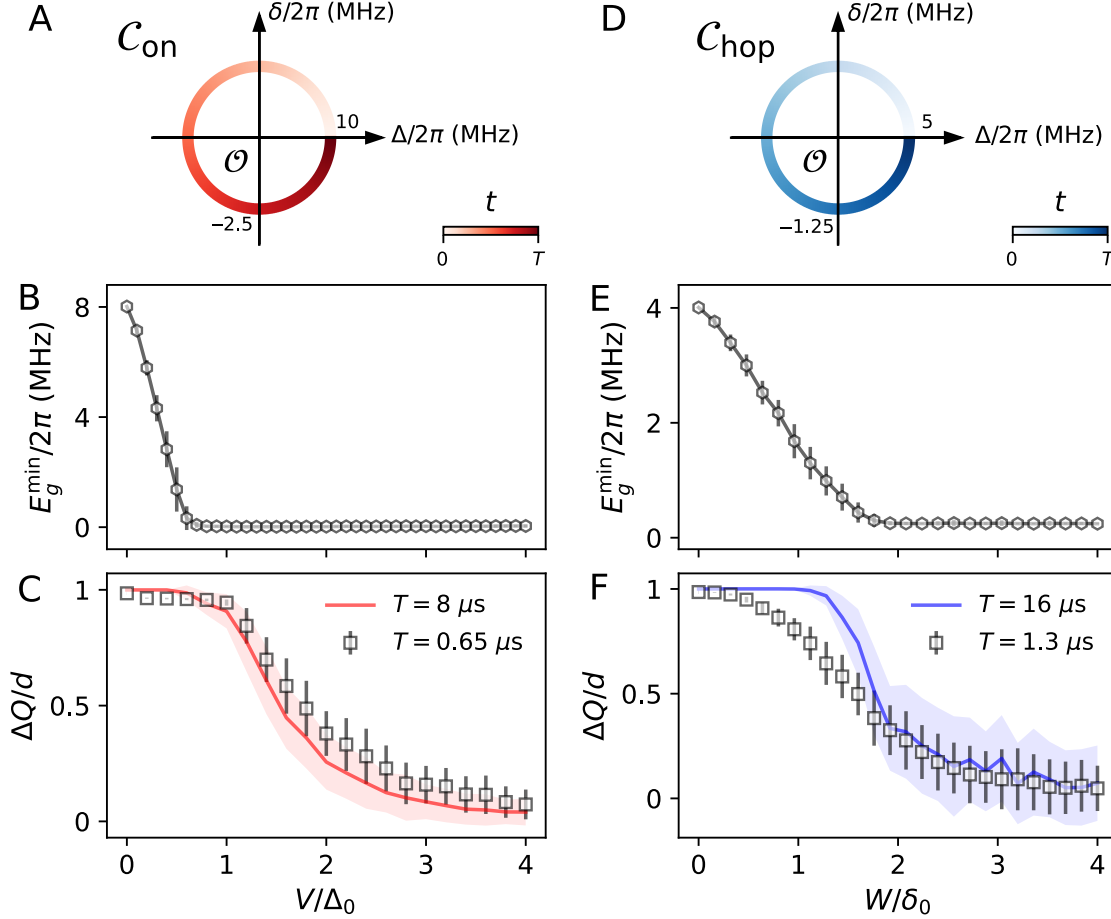 A
δ/2π (MHz)
𝒞on
10
Δ/2π (MHz)
𝒪
−2.5
t
0
T
D
δ/2π (MHz)
𝒞hop
5
Δ/2π (MHz)
𝒪
−1.25
t
0
T
B
E_g^min/2π (MHz)
8
4
0
E
E_g^min/2π (MHz)
4
2
0
C
ΔQ/d
1
0.5
0
T = 8 μs
T = 0.65 μs
0 1 2 3 4
V/Δ₀
F
ΔQ/d
1
0.5
0
T = 16 μs
T = 1.3 μs
0 1 2 3 4
W/δ₀